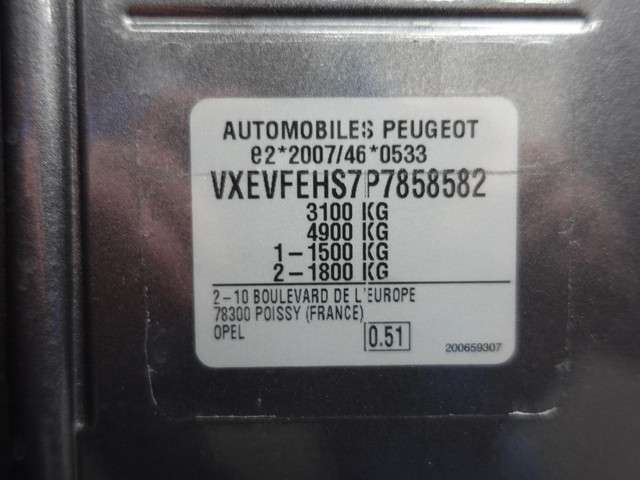 AUTOMOBILES PEUGEOT
e2*2007/46*0533
VXEVFEHS7P7858582
3100 KG
4900 KG
1-1500 KG
2-1800 KG
2-10 BOULEVARD DE L'EUROPE
78300 POISSY (FRANCE)
OPEL
0.51
200659307